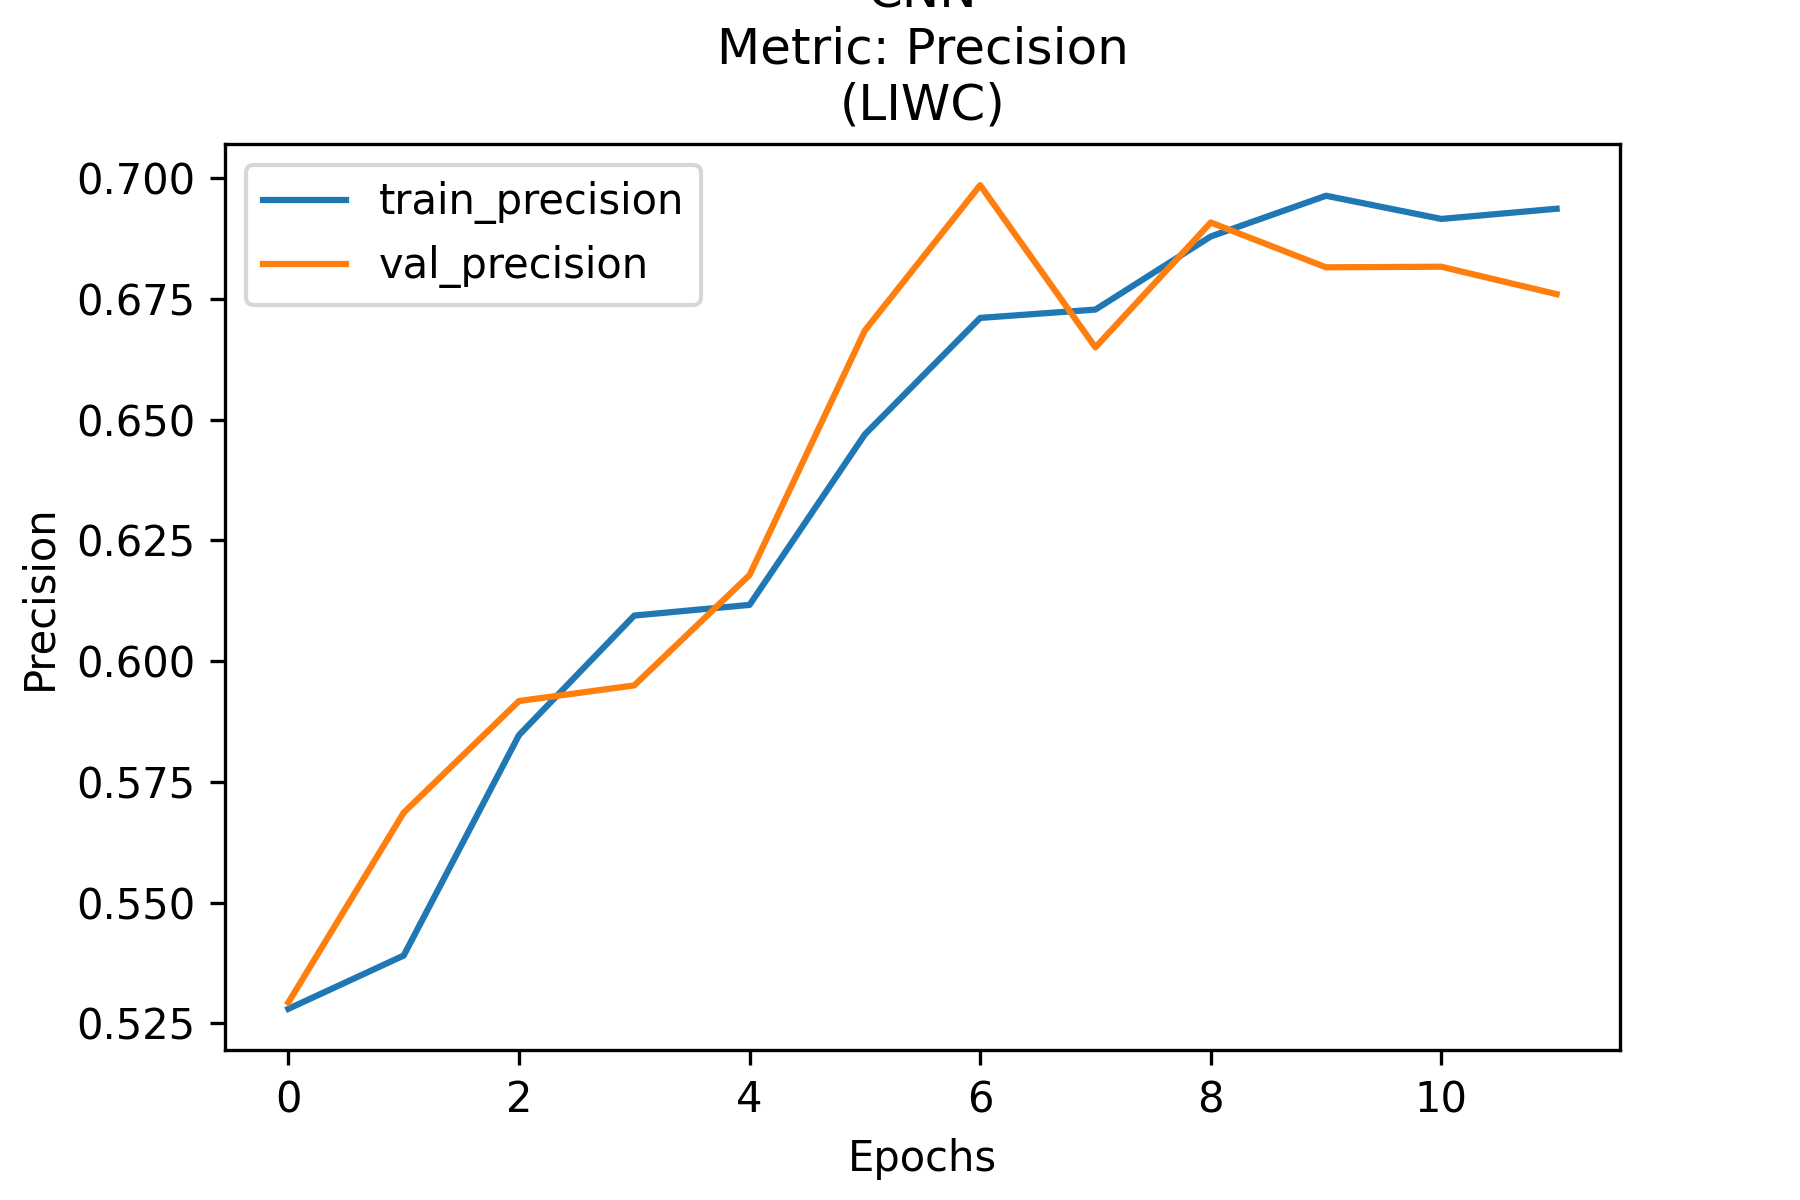 CNN
Metric: Precision
(LIWC)
train_precision
val_precision
0.700
0.675
0.650
0.625
0.600
0.575
0.550
0.525
Precision
0 2 4 6 8 10
Epochs